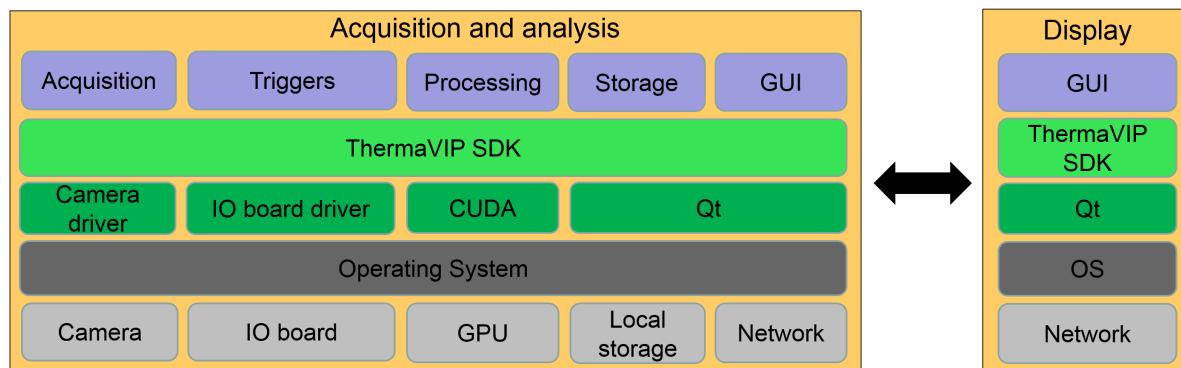 Acquisition and analysis
Acquisition
Triggers
Processing
Storage
GUI
ThermaVIP SDK
Camera
driver
IO board driver
CUDA
Qt
Operating System
Camera
IO board
GPU
Local
storage
Network
Display
GUI
ThermaVIP
SDK
Qt
OS
Network